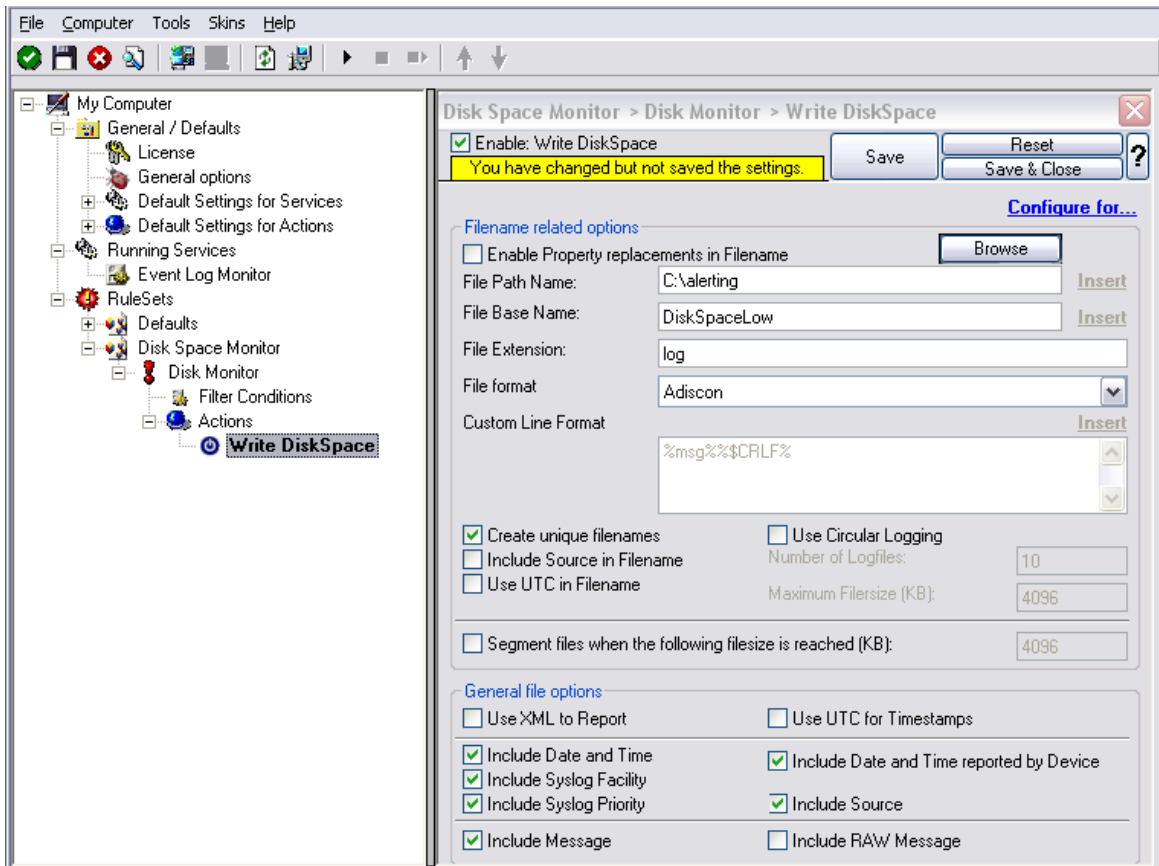 File Computer Tools Skins Help
My Computer
General / Defaults
License
General options
Default Settings for Services
Default Settings for Actions
Running Services
Event Log Monitor
RuleSets
Defaults
Disk Space Monitor
Disk Monitor
Filter Conditions
Actions
Write DiskSpace
Disk Space Monitor > Disk Monitor > Write DiskSpace
Enable: Write DiskSpace
You have changed but not saved the settings.
Save
Reset
Save & Close
?
Configure for...
Filename related options
Enable Property replacements in Filename
Browse
File Path Name: C:\alerting Insert
File Base Name: DiskSpaceLow Insert
File Extension: log
File format Adiscon
Custom Line Format Insert
%msg%%$CRLF%
Create unique filenames Use Circular Logging
Include Source in Filename Number of Logfiles: 10
Use UTC in Filename Maximum Filersize (KB): 4096
Segment files when the following filesize is reached (KB): 4096
General file options
Use XML to Report Use UTC for Timestamps
Include Date and Time Include Date and Time reported by Device
Include Syslog Facility
Include Syslog Priority Include Source
Include Message Include RAW Message